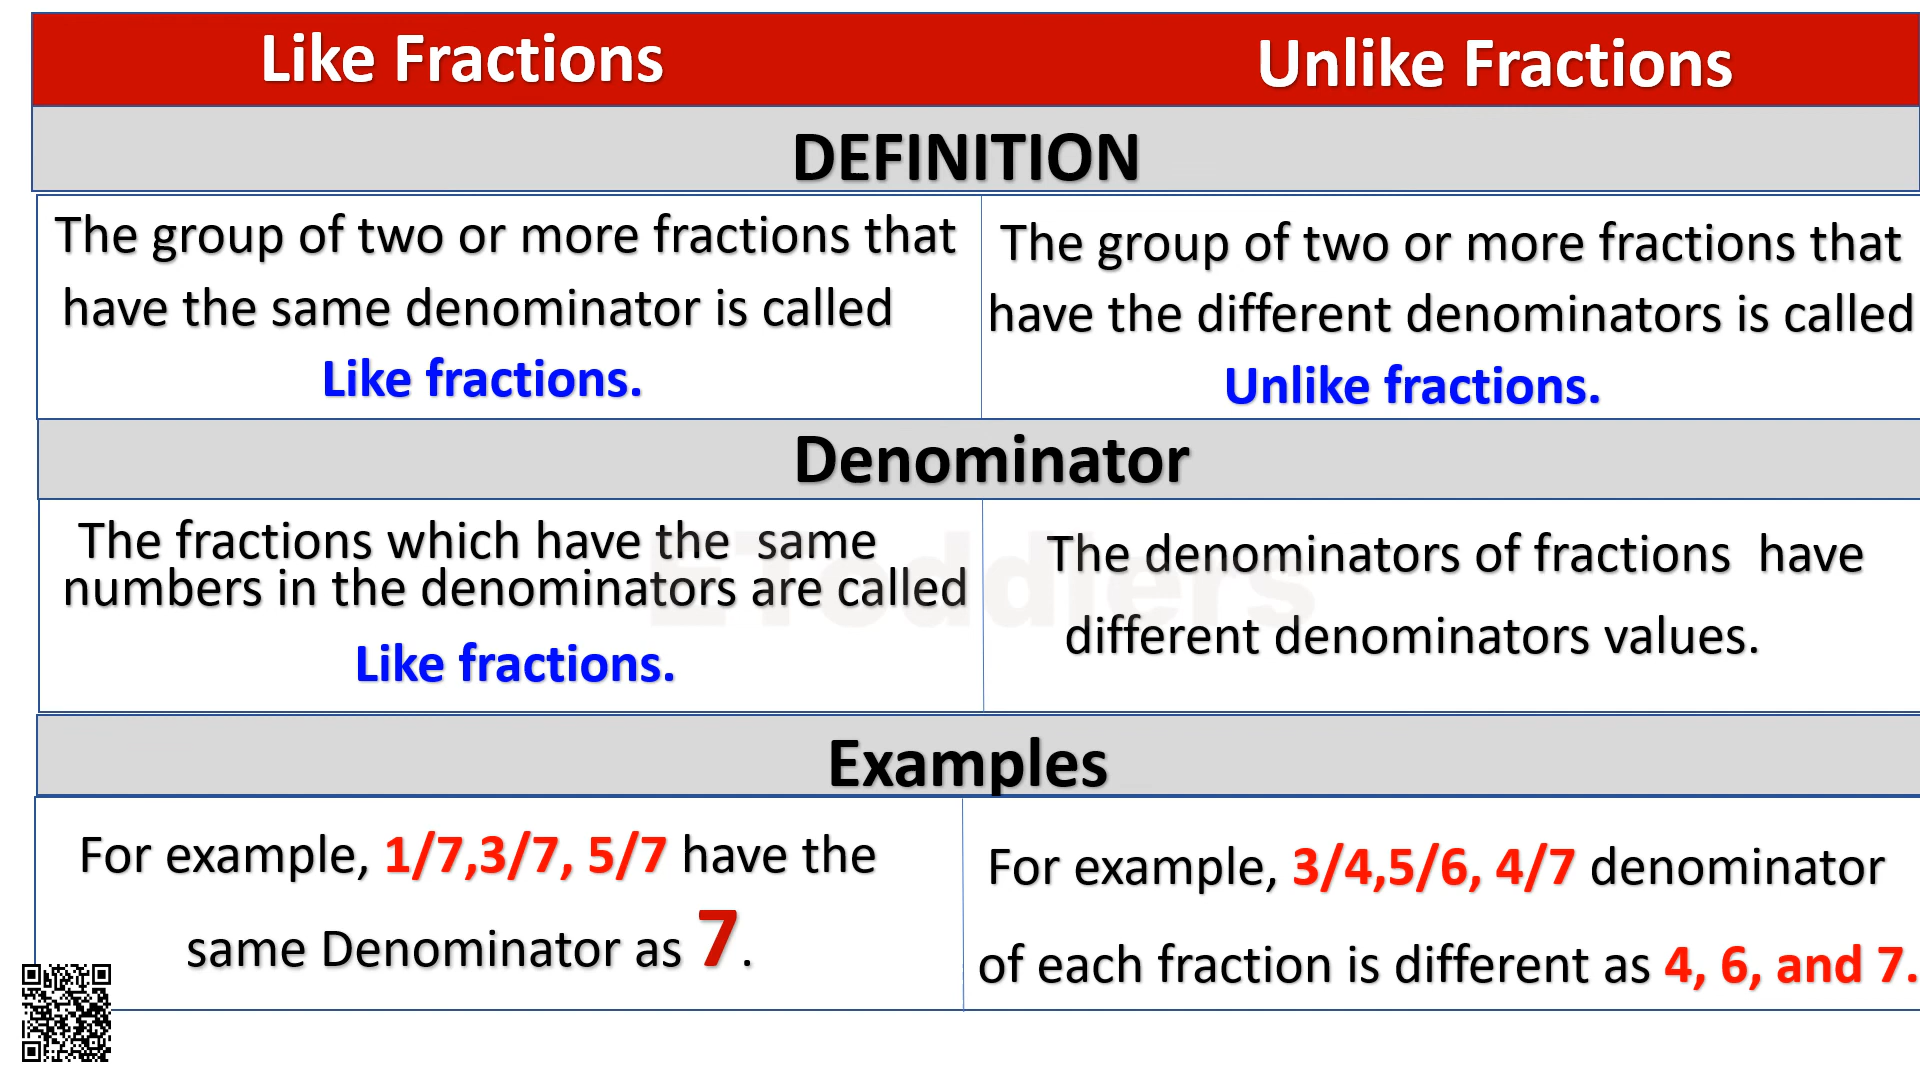 Like Fractions
Unlike Fractions
DEFINITION
The group of two or more fractions that
have the same denominator is called
Like fractions.
The group of two or more fractions that
have the different denominators is called
Unlike fractions.
Denominator
The fractions which have the  same
numbers in the denominators are called
Like fractions.
The denominators of fractions  have
different denominators values.
EToddlers
Examples
For example, 1/7,3/7, 5/7 have the
same Denominator as 7.
For example, 3/4,5/6, 4/7 denominator
of each fraction is different as 4, 6, and 7.